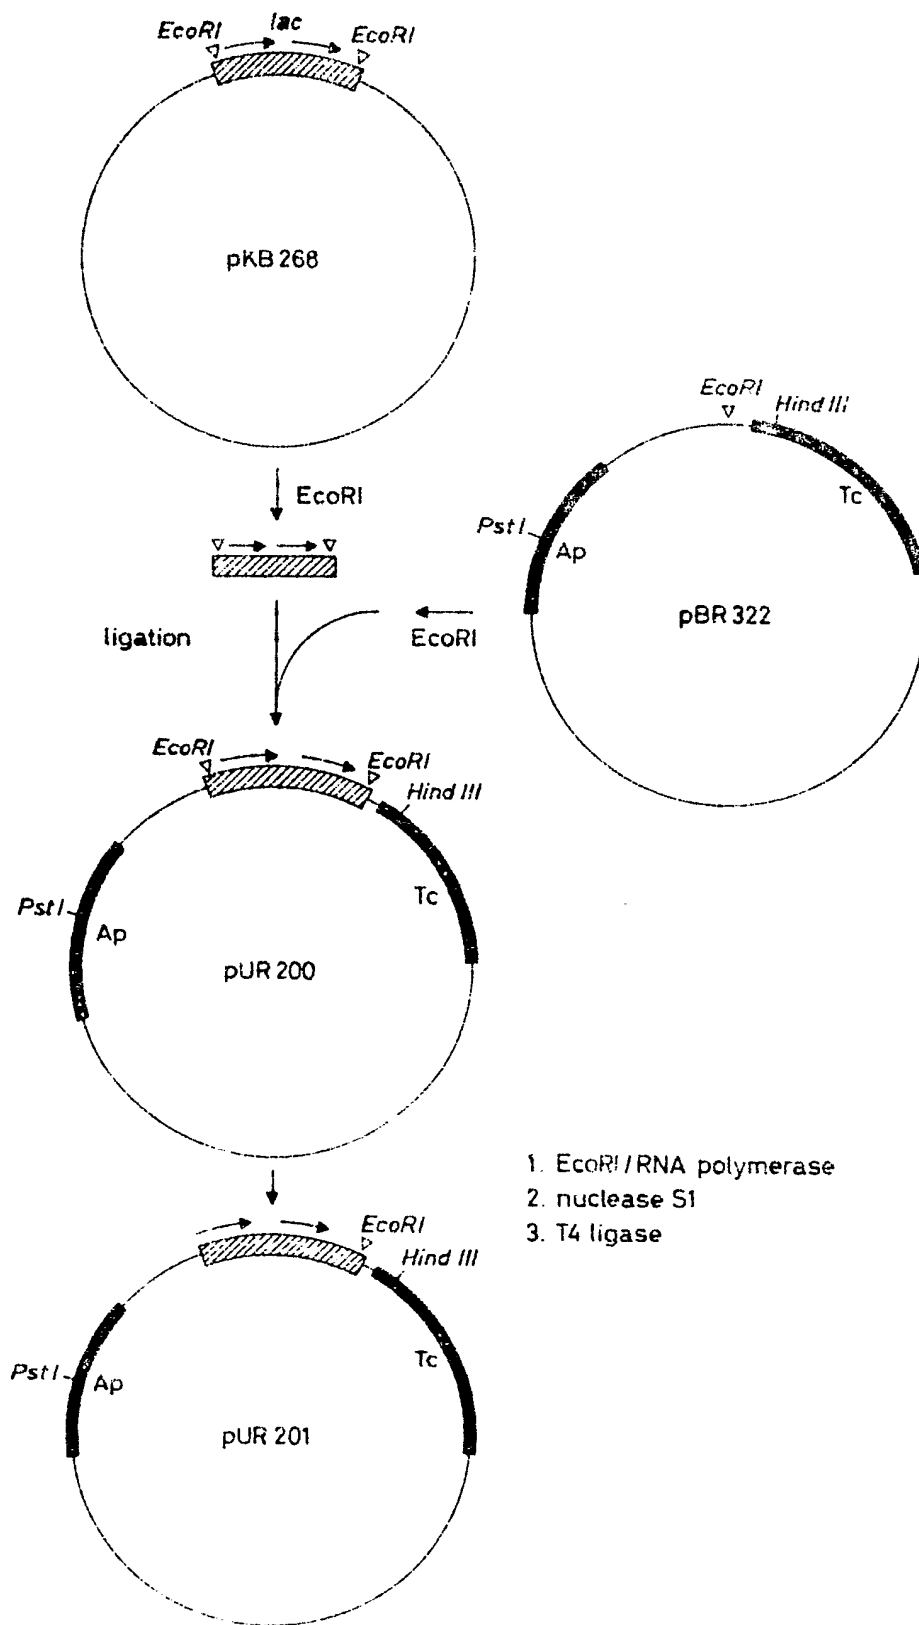 lac
EcoRI
EcoRI
pKB 268
EcoRI
EcoRI
Hind III
Tc
PstI
Ap
pBR 322
ligation
EcoRI
EcoRI
EcoRI
Hind III
Tc
PstI
Ap
pUR 200
1. EcoRI/RNA polymerase
2. nuclease S1
3. T4 ligase
EcoRI
Hind III
Tc
PstI
Ap
pUR 201